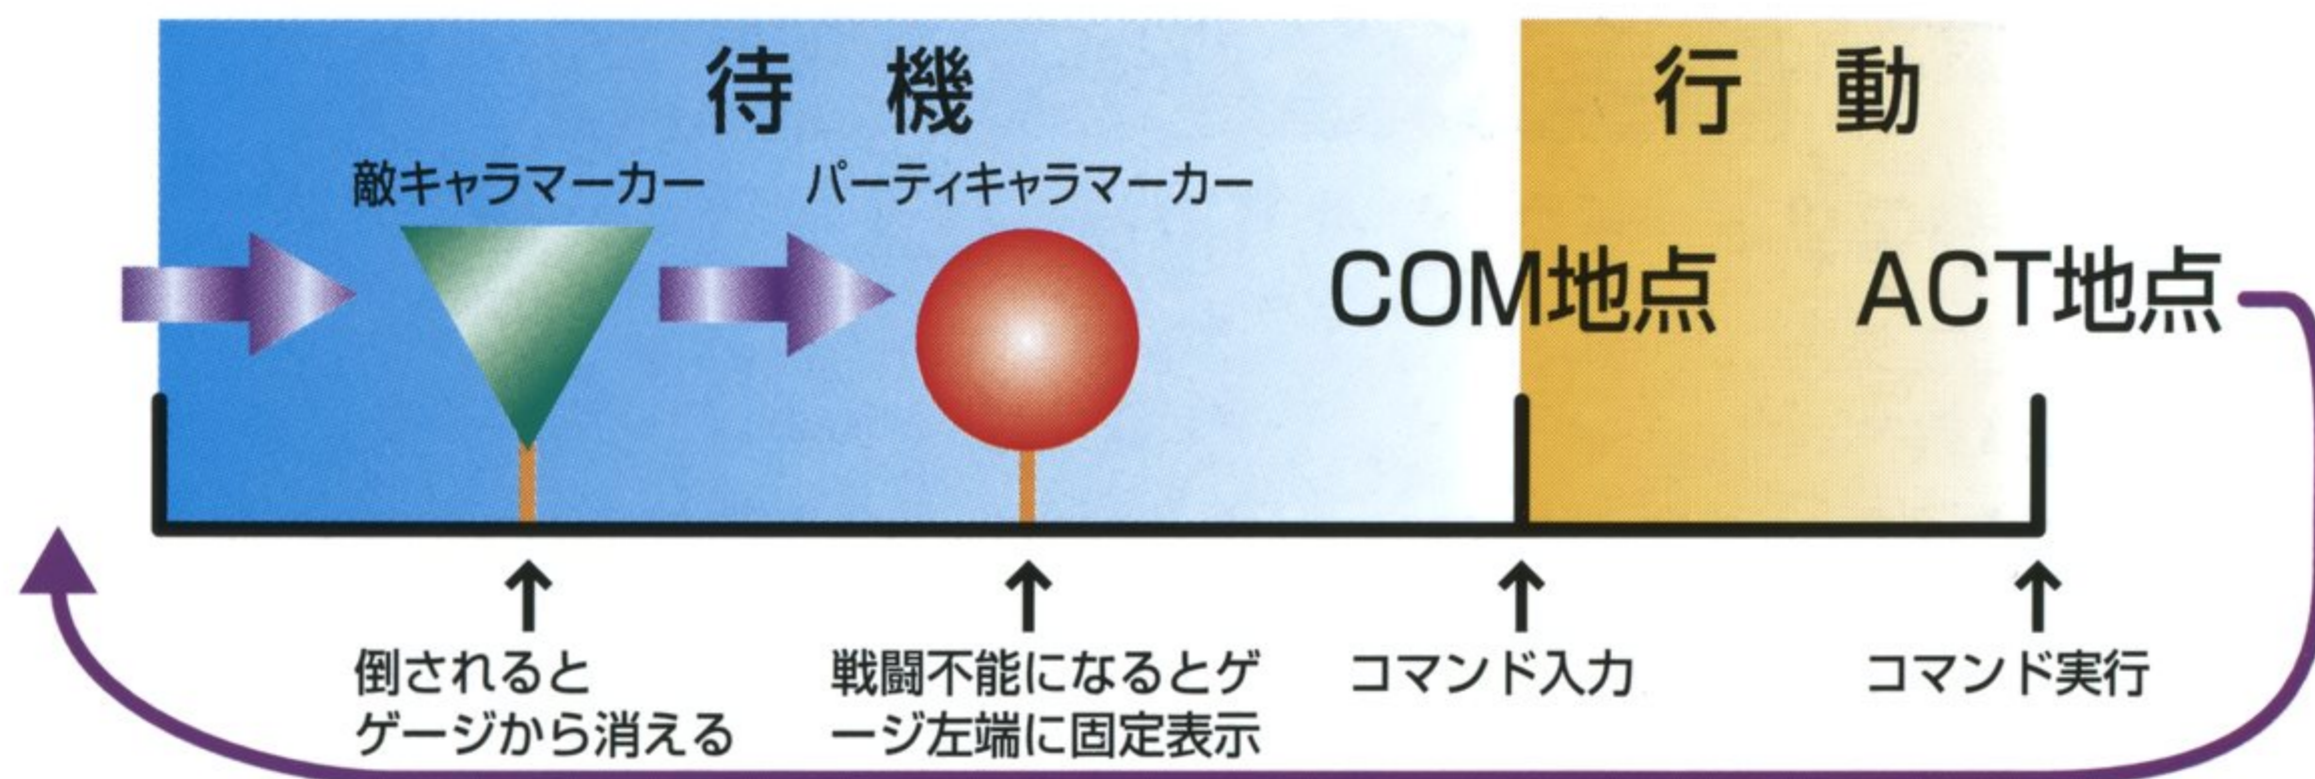 待 機
行 動
敵キャラマーカー
パーティキャラマーカー
COM地点
ACT地点
倒されると
ゲージから消える
戦闘不能になるとゲ
ージ左端に固定表示
コマンド入力
コマンド実行